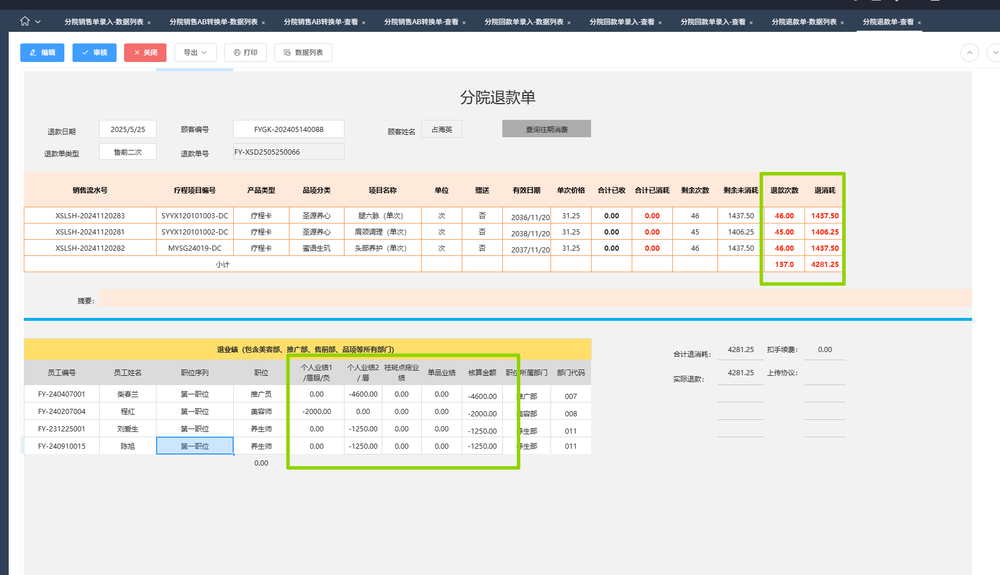 分院销售单录入-数据列表 × 分院销售AB转换单-数据列表 × 分院销售AB转换单-查看 × 分院销售AB转换单-查看 × 分院回款单录入-数据列表 × 分院回款单录入-查看 × 分院回款单录入-查看 × 分院退款单-数据列表 × 分院退款单-查看 ×
编辑 审核 关闭 导出 打印 数据列表
分院退款单
退款日期 2025/5/25 顾客编号 FYGK-202405140088 顾客姓名 占海英 查询往期消费
退款单类型 售前二次 退款单号 FY-XSD2505250066
销售流水号 疗程项目编号 产品类型 品项分类 项目名称 单位 赠送 有效日期 单次价格 合计已收 合计已消耗 剩余次数 剩余未消耗 退款次数 退消耗
XSLSH-20241120283 SYYX120101003-DC 疗程卡 圣源养心 腿六脉（单次） 次 否 2036/11/20 31.25 0.00 0.00 46 1437.50 46.00 1437.50
XSLSH-20241120281 SYYX120101002-DC 疗程卡 圣源养心 肩颈调理（单次） 次 否 2038/11/20 31.25 0.00 0.00 45 1406.25 45.00 1406.25
XSLSH-20241120282 MYSG24019-DC 疗程卡 蜜语生玑 头部养护（单次） 次 否 2037/11/20 31.25 0.00 0.00 46 1437.50 46.00 1437.50
小计 137.0 4281.25
摘要：
退业绩（包含美容部、推广部、售前部、品项等所有部门）
员工编号 员工姓名 职位序列 职位 个人业绩1/眉眼/灸 个人业绩2/ 唇 祛斑点痣业绩 单品业绩 核算金额 职位所属部门 部门代码
FY-240407001 柴春兰 第一职位 推广员 0.00 -4600.00 0.00 0.00 -4600.00 推广部 007
FY-240207004 程红 第一职位 美容师 -2000.00 0.00 0.00 0.00 -2000.00 美容部 008
FY-231225001 刘爱生 第一职位 养生师 0.00 -1250.00 0.00 0.00 -1250.00 养生部 011
FY-240910015 陈旭 第一职位 养生师 0.00 -1250.00 0.00 0.00 -1250.00 养生部 011
0.00
合计退消耗： 4281.25 扣手续费： 0.00
实际退款： 4281.25 上传协议：